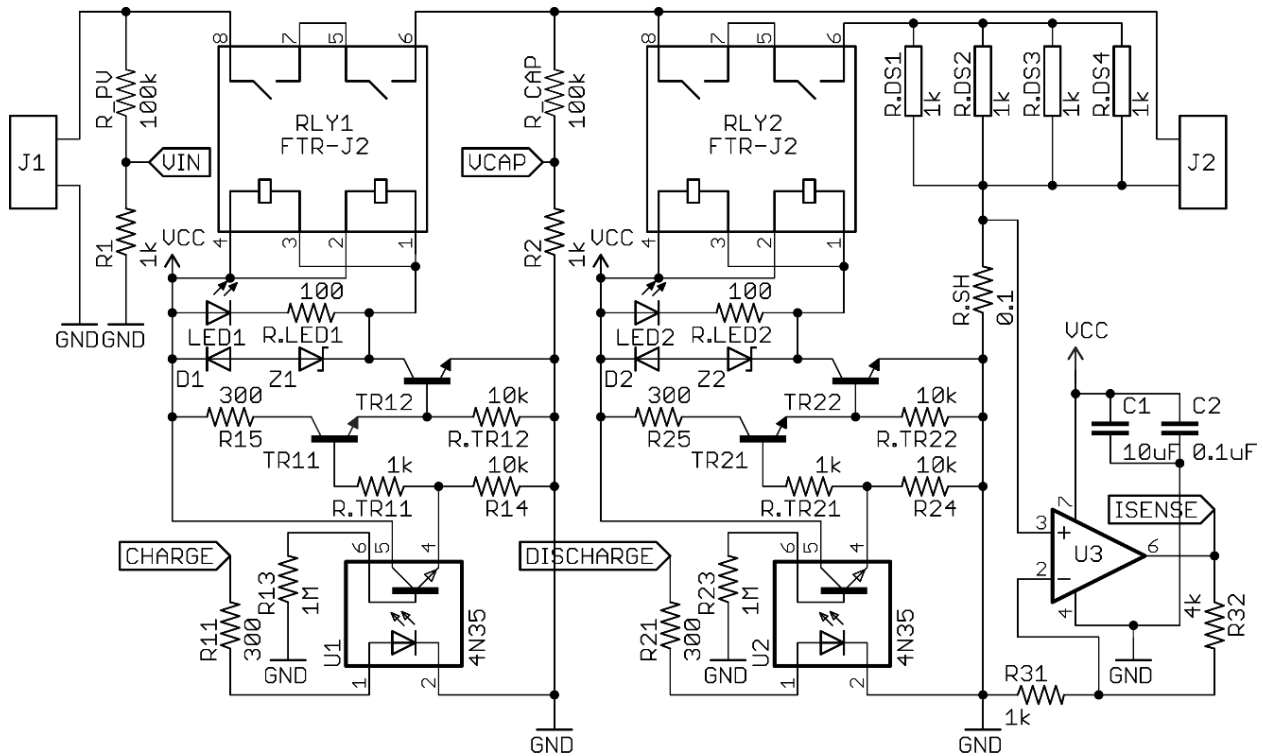 8 7 5 6
8 7 5 6
R_PV
100k
R_CAP
100k
R.DS1
1k
R.DS2
1k
R.DS3
1k
R.DS4
1k
J1
RLY1
FTR-J2
RLY2
FTR-J2
J2
VIN
VCAP
R1
1k
R2
1k
4 3 2 1
4 3 2 1
VCC
VCC
100
LED1
R.LED1
100
LED2
R.LED2
R.SH
0.1
GND
GND
D1
Z1
D2
Z2
VCC
TR12
TR22
300
R15
10k
R.TR12
300
R25
10k
R.TR22
C1
C2
10uF
0.1uF
TR11
TR21
1k
R.TR11
10k
R14
1k
R.TR21
10k
R24
7
ISENSE
CHARGE
DISCHARGE
R13
1M
6 5 4
R23
1M
6 5 4
3
+
2
−
U3
6
4
R11
300
U1
4N35
R21
300
U2
4N35
4k
R32
GND
GND
GND
1 2
1 2
R31
1k
GND
GND